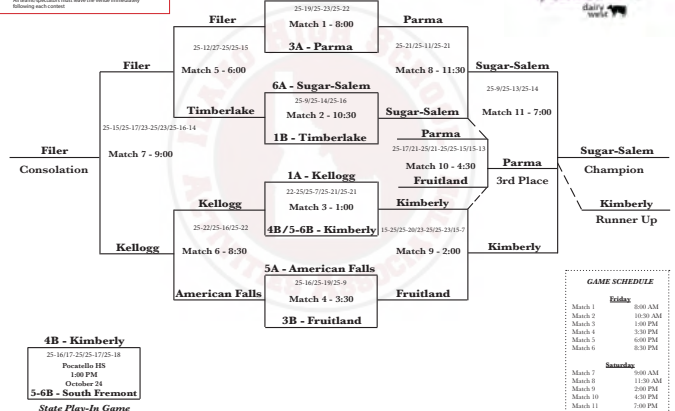 All teams/spectators must leave the venue immediately
following each contest
dairy
west
Filer
25-19/25-23/25-22
Match 1 - 8:00
3A - Parma
Parma
Filer
25-12/27-25/25-15
Match 5 - 6:00
25-21/25-11/25-21
Match 8 - 11:30
Sugar-Salem
6A - Sugar-Salem
25-9/25-14/25-16
Match 2 - 10:30
1B - Timberlake
Timberlake
Sugar-Salem
25-9/25-13/25-14
Match 11 - 7:00
25-15/25-17/23-25/23/25-16-14
Match 7 - 9:00
Filer
Consolation
Parma
25-17/21-25/21-25/25-15/15-13
Match 10 - 4:30
Fruitland
Parma
3rd Place
Sugar-Salem
Champion
1A - Kellogg
22-25/25-7/25-21/25-21
Match 3 - 1:00
4B/5-6B - Kimberly
Kellogg
Kimberly
Kimberly
Runner Up
25-22/25-16/25-22
Match 6 - 8:30
15-25/25-20/23-25/25-23/15-7
Match 9 - 2:00
Kellogg
Kimberly
5A - American Falls
25-16/25-19/25-9
Match 4 - 3:30
3B - Fruitland
American Falls
Fruitland
4B - Kimberly
25-16/17-25/25-17/25-18
Pocatello HS
1:00 PM
October 24
5-6B - South Fremont
State Play-In Game
GAME SCHEDULE
Friday
Match 1 8:00 AM
Match 2 10:30 AM
Match 3 1:00 PM
Match 4 3:30 PM
Match 5 6:00 PM
Match 6 8:30 PM
Saturday
Match 7 9:00 AM
Match 8 11:30 AM
Match 9 2:00 PM
Match 10 4:30 PM
Match 11 7:00 PM